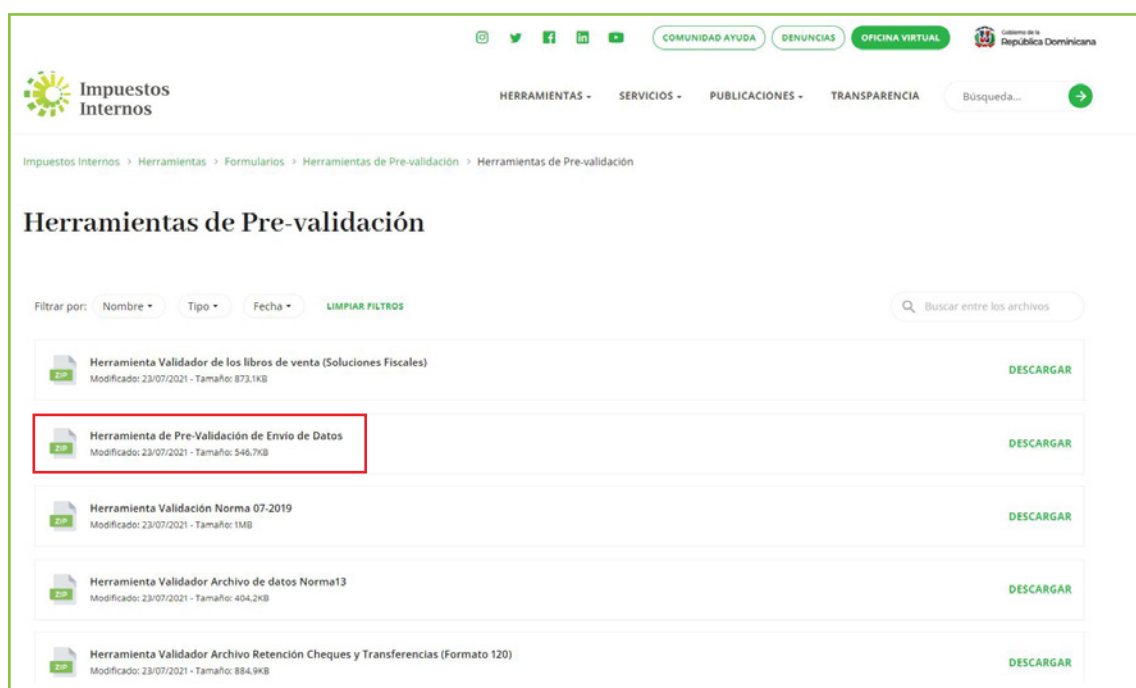 COMUNIDAD AYUDA DENUNCIAS OFICINA VIRTUAL
Gobierno de la
República Dominicana
Impuestos
Internos
HERRAMIENTAS SERVICIOS PUBLICACIONES TRANSPARENCIA Búsqueda...
Impuestos Internos > Herramientas > Formularios > Herramientas de Pre-validación > Herramientas de Pre-validación
Herramientas de Pre-validación
Filtrar por: Nombre Tipo Fecha LIMPIAR FILTROS Buscar entre los archivos
Herramienta Validador de los libros de venta (Soluciones Fiscales)
ZIP Modificado: 23/07/2021 - Tamaño: 873.1KB DESCARGAR
Herramienta de Pre-Validación de Envío de Datos
ZIP Modificado: 23/07/2021 - Tamaño: 546.7KB DESCARGAR
Herramienta Validación Norma 07-2019
ZIP Modificado: 23/07/2021 - Tamaño: 1MB DESCARGAR
Herramienta Validador Archivo de datos Norma13
ZIP Modificado: 23/07/2021 - Tamaño: 404.2KB DESCARGAR
Herramienta Validador Archivo Retención Cheques y Transferencias (Formato 120)
ZIP Modificado: 23/07/2021 - Tamaño: 884.9KB DESCARGAR